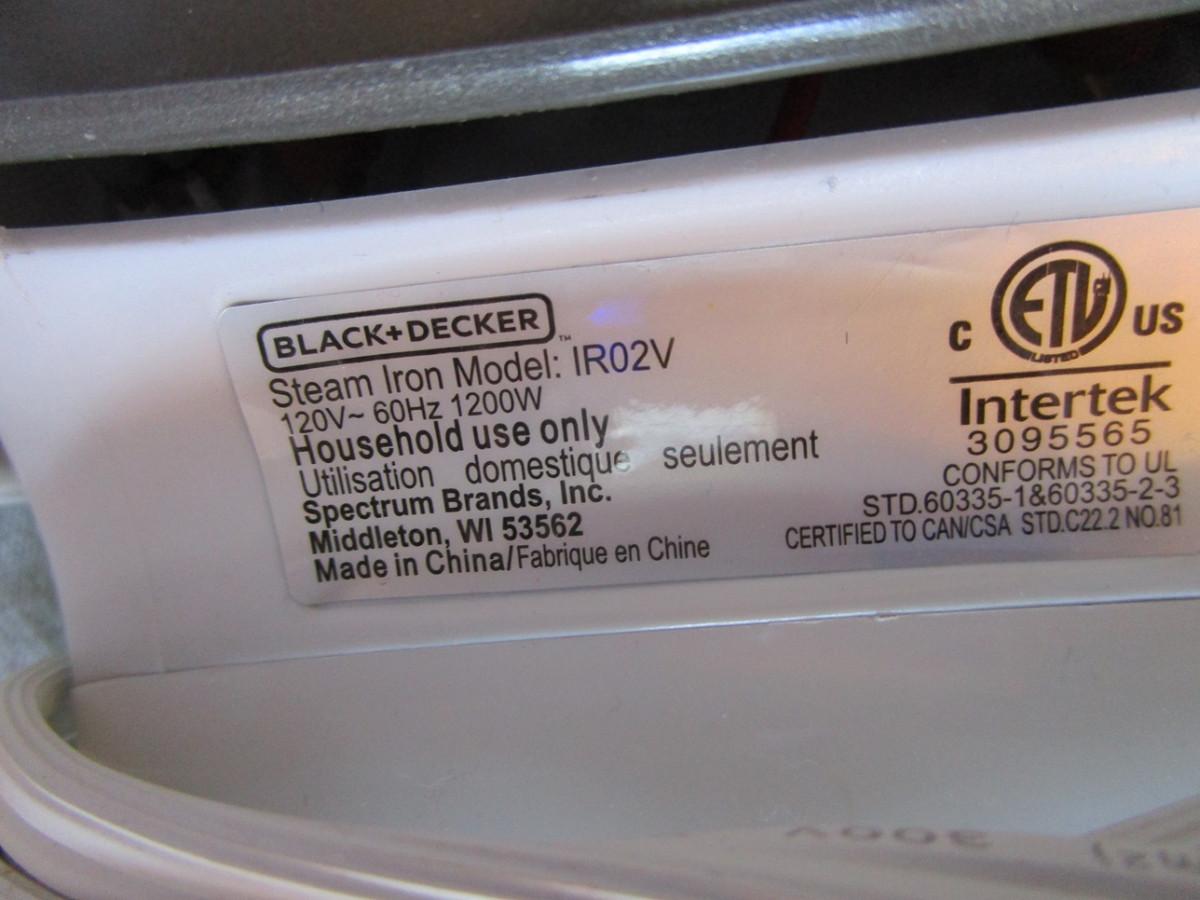 BLACK+DECKER™
Steam Iron Model: IR02V
120V~ 60Hz 1200W
Household use only
Utilisation domestique seulement
Spectrum Brands, Inc.
Middleton, WI 53562
Made in China/Fabrique en Chine
C ETL US
LISTED
Intertek
3095565
CONFORMS TO UL
STD.60335-1&60335-2-3
CERTIFIED TO CAN/CSA STD.C22.2 NO.81
300V